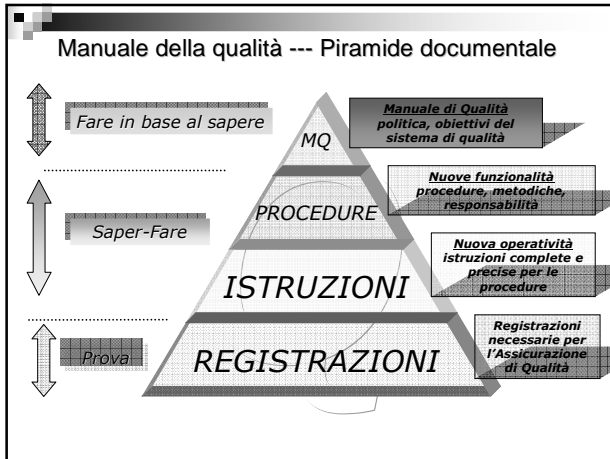 Manuale della qualità --- Piramide documentale
Fare in base al sapere
MQ
Manuale di Qualità
politica, obiettivi del
sistema di qualità
Saper-Fare
PROCEDURE
Nuove funzionalità
procedure, metodiche,
responsabilità
ISTRUZIONI
Nuova operatività
istruzioni complete e
precise per le
procedure
Prova
REGISTRAZIONI
Registrazioni
necessarie per
l'Assicurazione
di Qualità